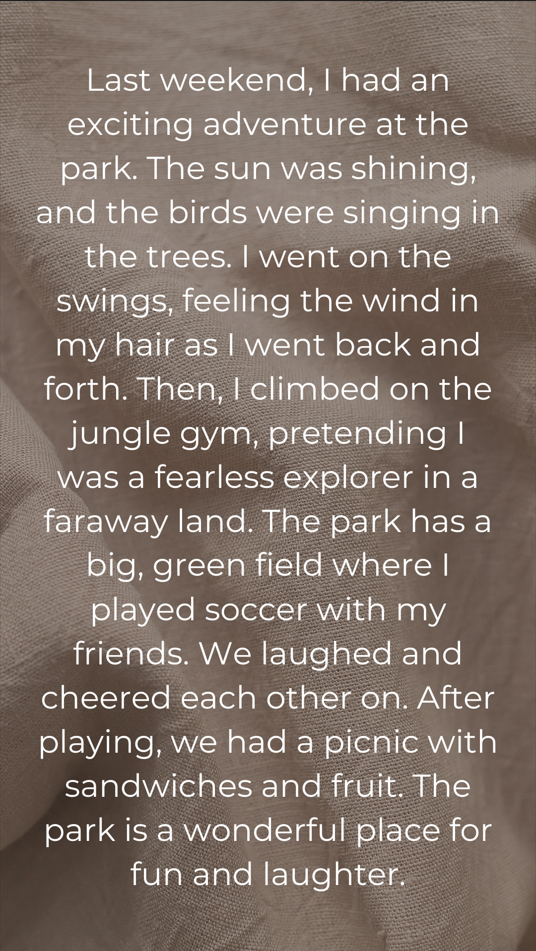 Last weekend, I had an
exciting adventure at the
park. The sun was shining,
and the birds were singing in
the trees. I went on the
swings, feeling the wind in
my hair as I went back and
forth. Then, I climbed on the
jungle gym, pretending I
was a fearless explorer in a
faraway land. The park has a
big, green field where I
played soccer with my
friends. We laughed and
cheered each other on. After
playing, we had a picnic with
sandwiches and fruit. The
park is a wonderful place for
fun and laughter.